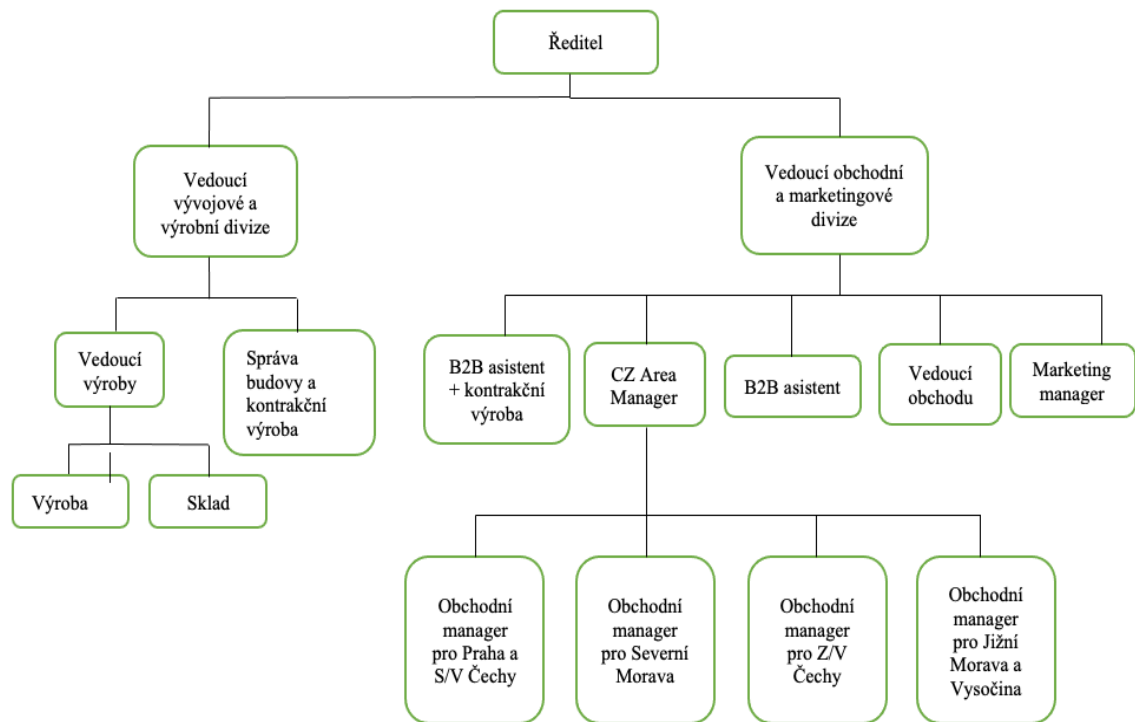 Ředitel
Vedoucí
vývojové a
výrobní divize
Vedoucí obchodní
a marketingové
divize
Vedoucí
výroby
Správa
budovy a
kontrakční
výroba
B2B asistent
+ kontrakční
výroba
CZ Area
Manager
B2B asistent
Vedoucí
obchodu
Marketing
manager
Výroba
Sklad
Obchodní
manager
pro Praha a
S/V Čechy
Obchodní
manager
pro Severní
Morava
Obchodní
manager
pro Z/V
Čechy
Obchodní
manager
pro Jižní
Morava a
Vysočina